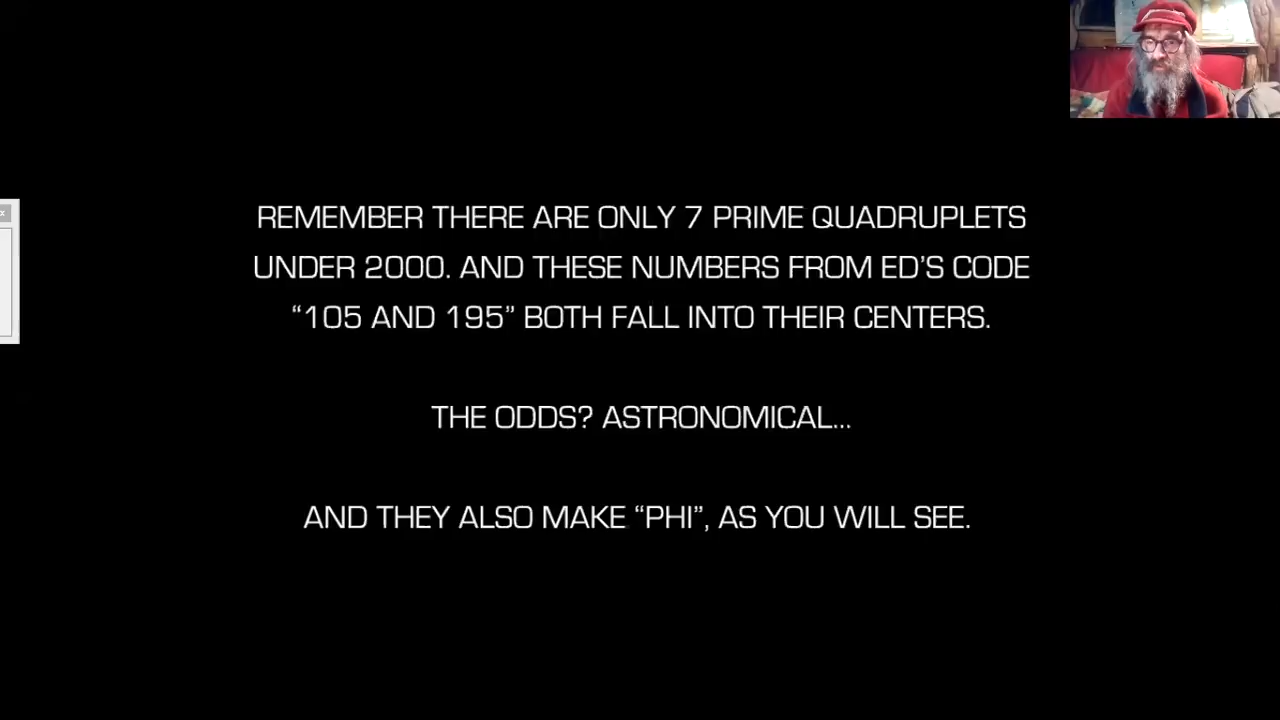 REMEMBER THERE ARE ONLY 7 PRIME QUADRUPLETS
UNDER 2000. AND THESE NUMBERS FROM ED'S CODE
“105 AND 195” BOTH FALL INTO THEIR CENTERS.
THE ODDS? ASTRONOMICAL...
AND THEY ALSO MAKE “PHI”, AS YOU WILL SEE.